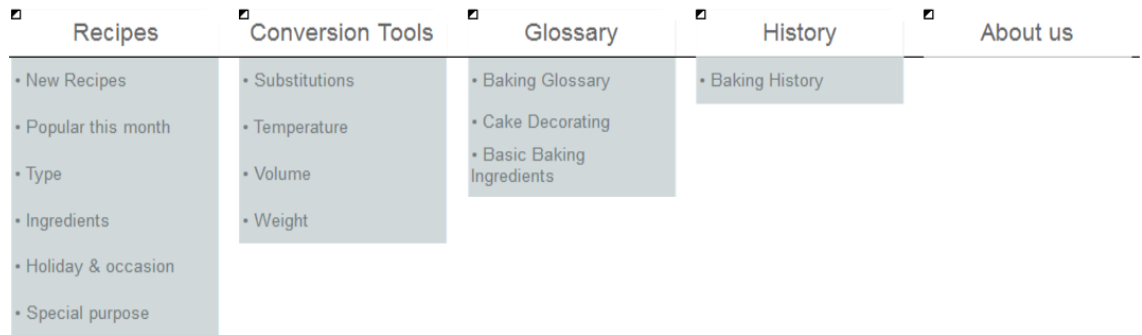 Recipes
Conversion Tools
Glossary
History
About us
• New Recipes
• Popular this month
• Type
• Ingredients
• Holiday & occasion
• Special purpose
• Substitutions
• Temperature
• Volume
• Weight
• Baking Glossary
• Cake Decorating
• Basic Baking
Ingredients
• Baking History